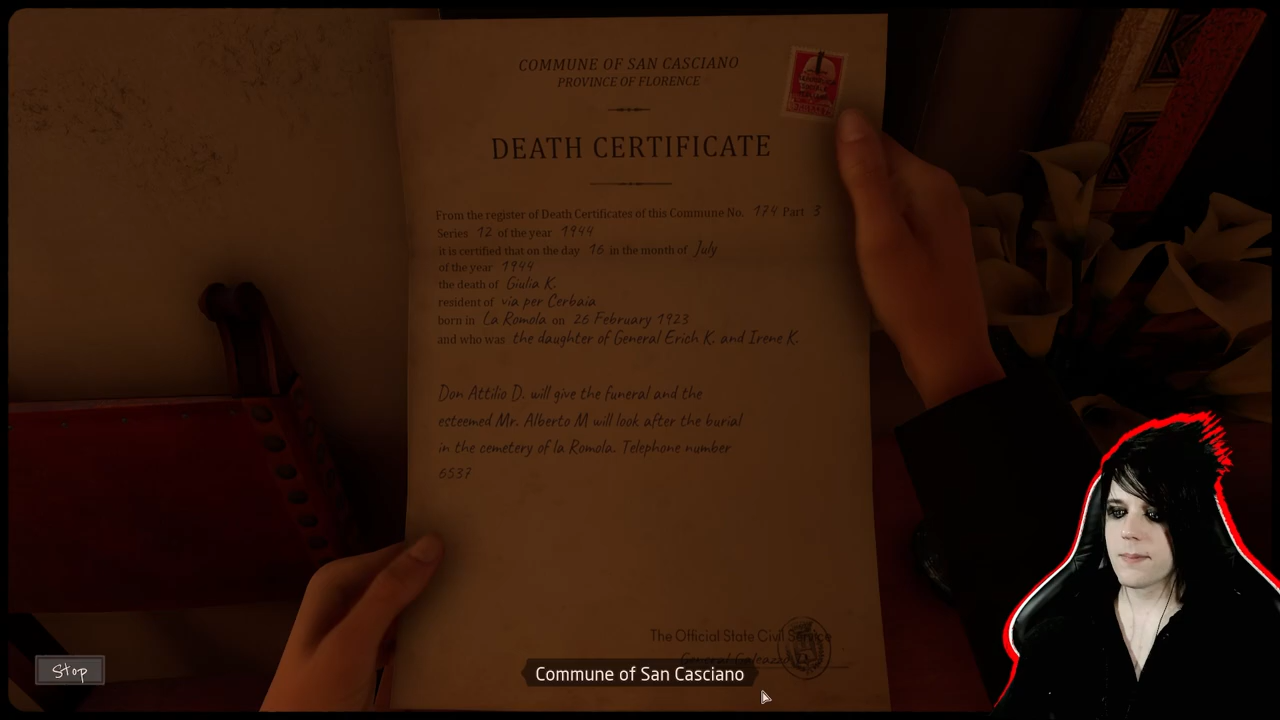 COMMUNE OF SAN CASCIANO
PROVINCE OF FLORENCE
DEATH CERTIFICATE
From the register of Death Certificates of this Commune No. 174 Part 3
Series 12 of the year 1944
it is certified that on the day 16 in the month of July
of the year 1944
the death of Giulia K.
resident of via per Cerbaia
born in La Romola on 26 February 1923
and who was the daughter of General Erich K. and Irene K.
Don Attilio D. will give the funeral and the
esteemed Mr. Alberto M will look after the burial
in the cemetery of la Romola. Telephone number
6537
The Official State Civil Service
General Galeazzo D.
Stop
Commune of San Casciano